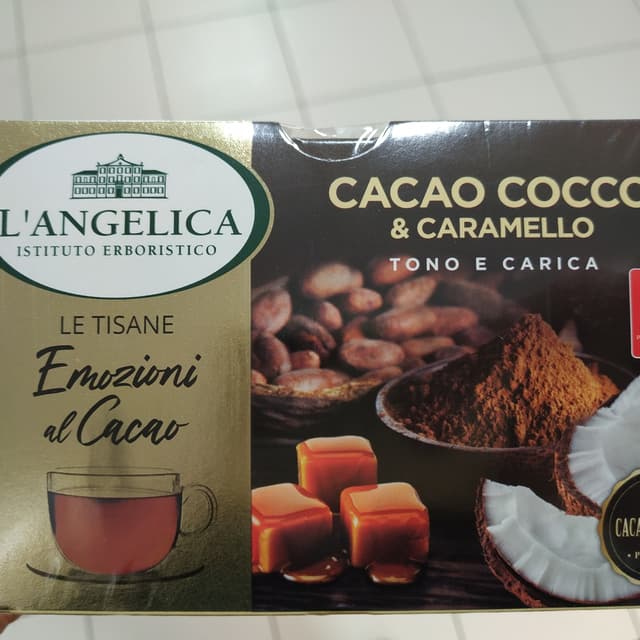 L'ANGELICA
ISTITUTO ERBORISTICO
LE TISANE
Emozioni
al Cacao
CACAO COCCO
& CARAMELLO
TONO E CARICA